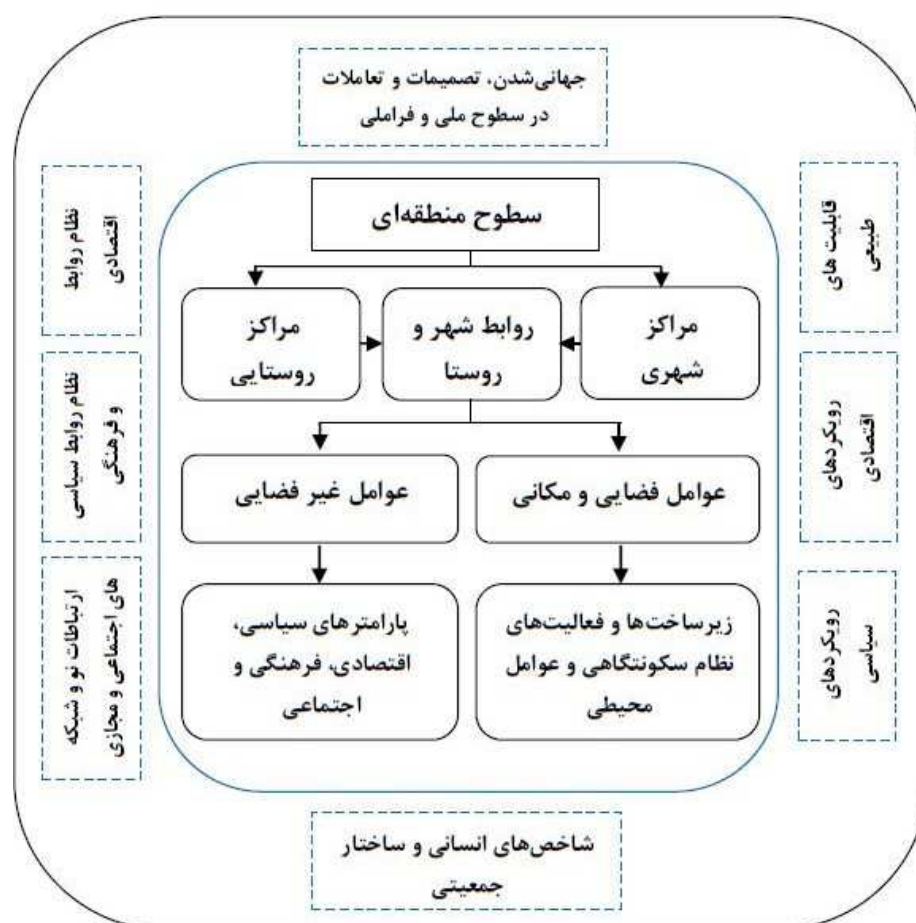 جهانی‌شدن، تصمیمات و تعاملات
در سطوح ملی و فراملی
قابلیت های
طبیعی
رویکردهای
اقتصادی
رویکردهای
سیاسی
سطوح منطقه‌ای
مراکز
شهری
روابط شهر و
روستا
مراکز
روستایی
عوامل فضایی و مکانی
عوامل غیر فضایی
زیرساخت‌ها و فعالیت‌های
نظام سکونتگاهی و عوامل
محیطی
پارامترهای سیاسی،
اقتصادی، فرهنگی و
اجتماعی
نظام روابط
اقتصادی
نظام روابط سیاسی
و فرهنگی
ارتباطات نو و شبکه
های اجتماعی و مجازی
شاخص‌های انسانی و ساختار
جمعیتی